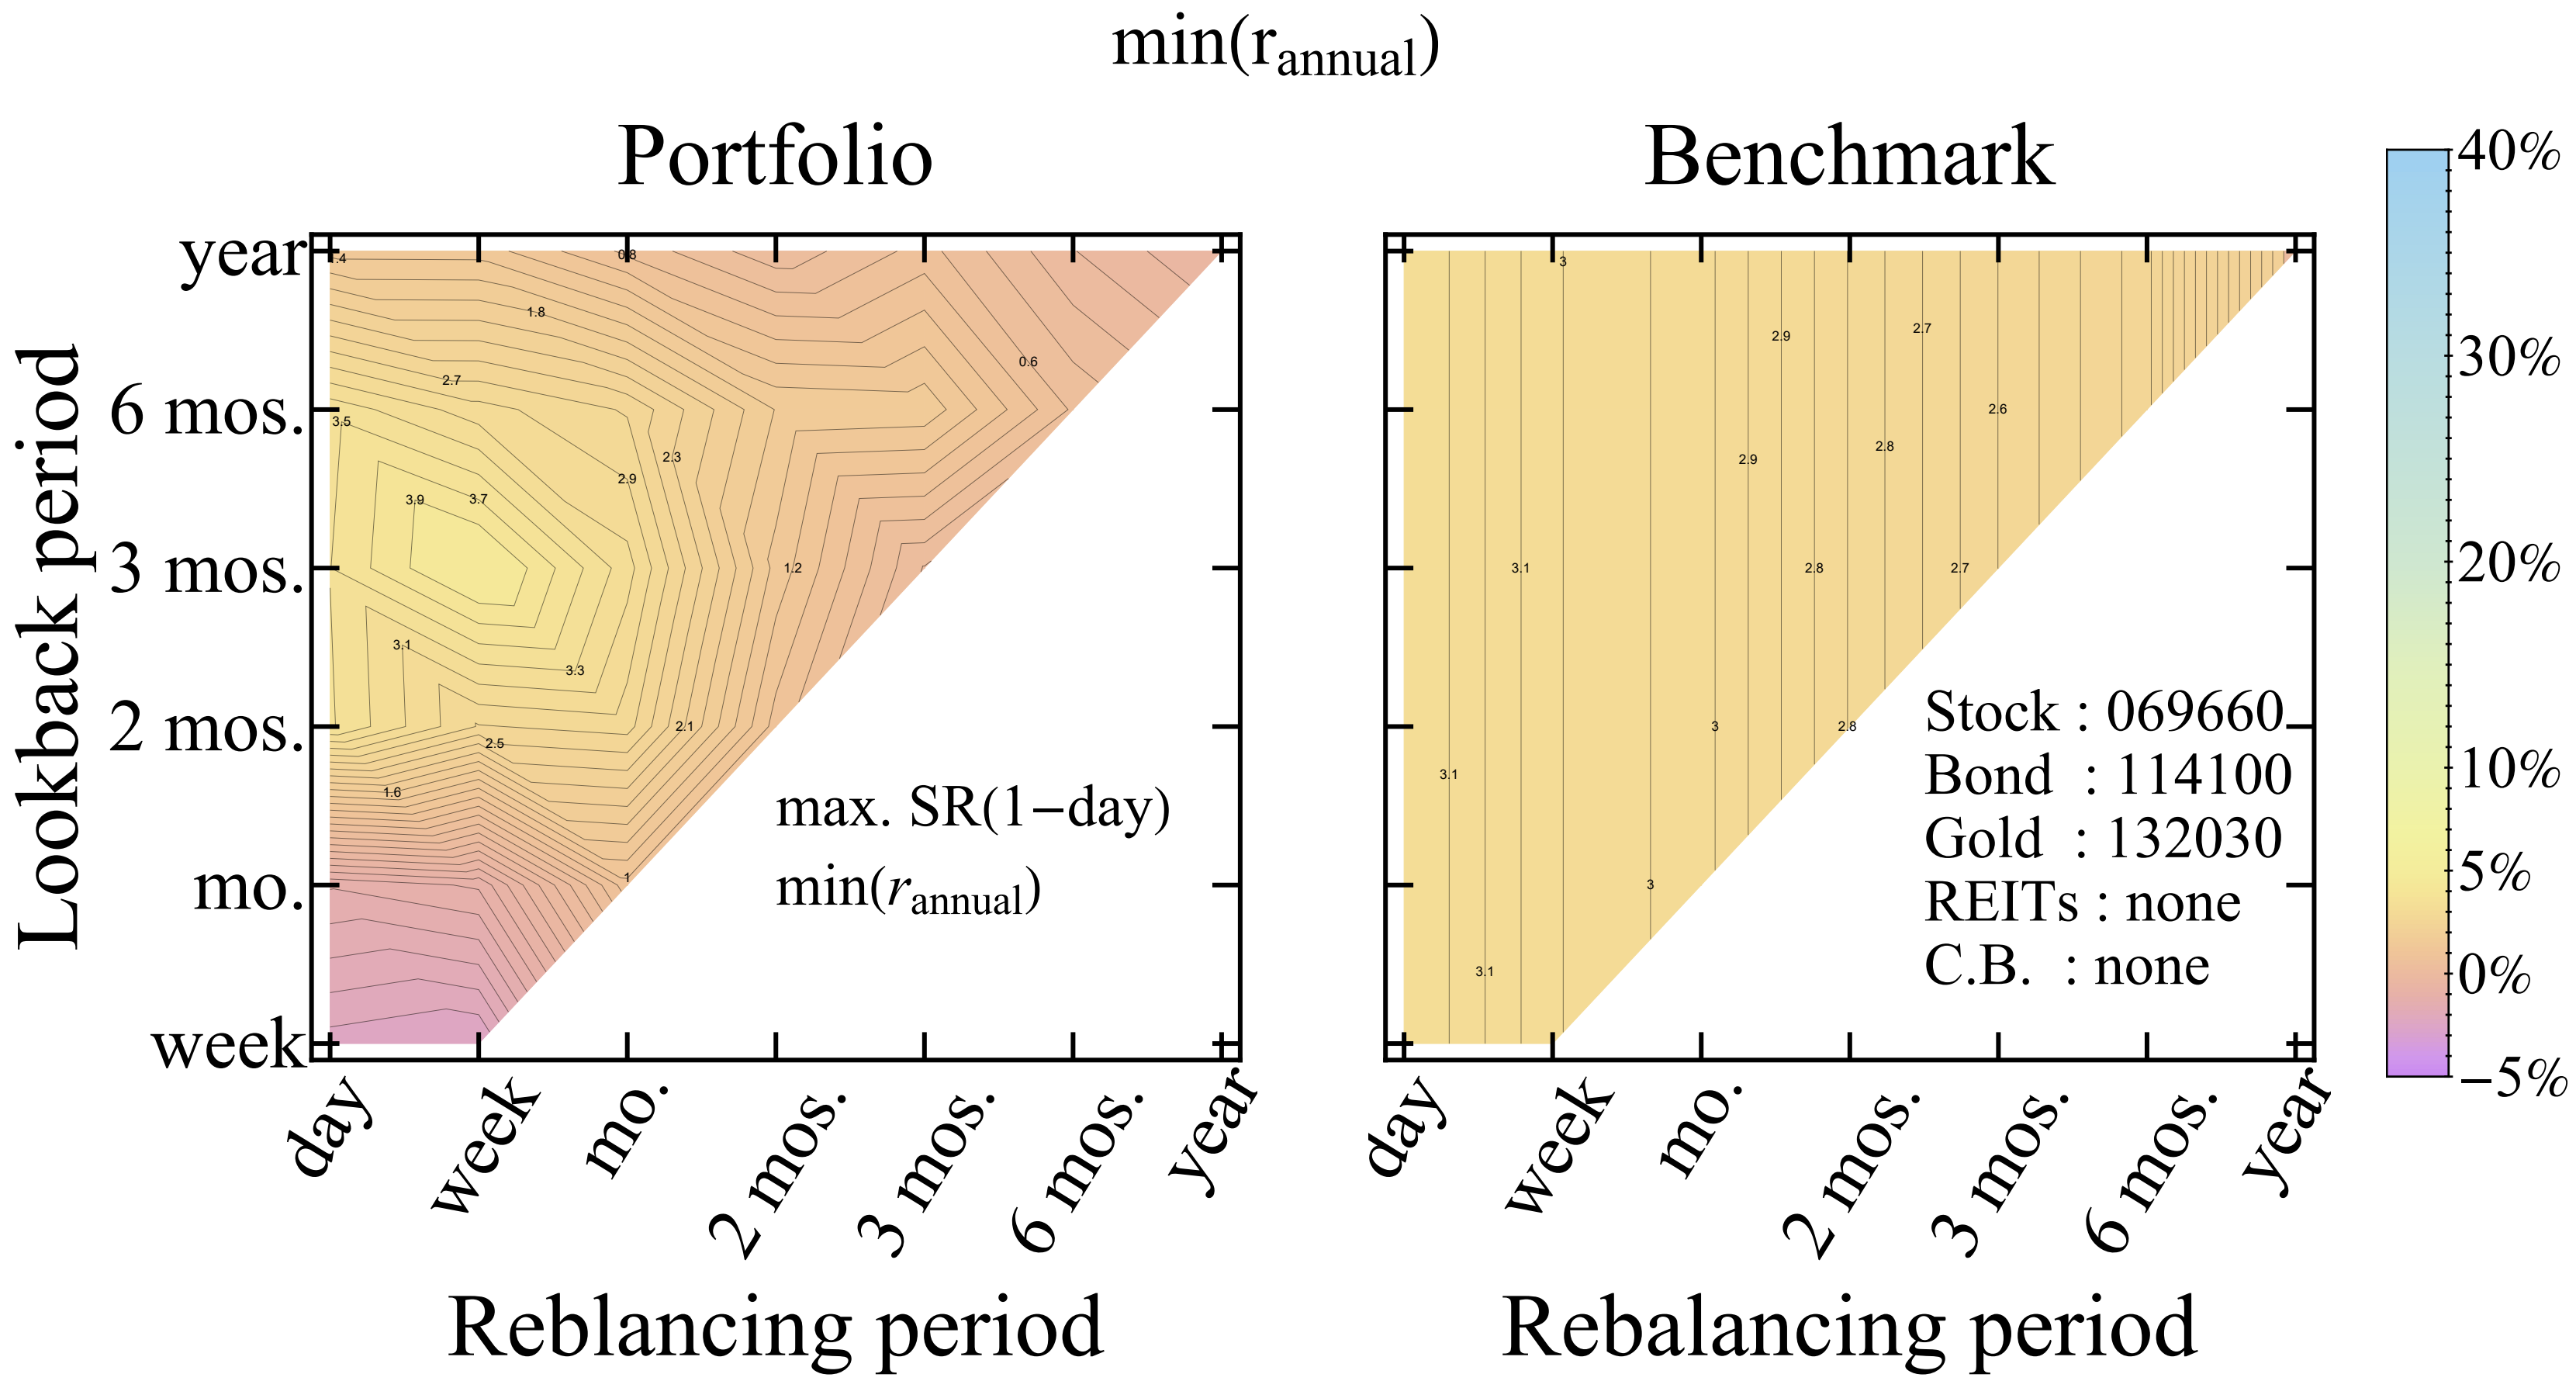 min(r_annual)
Portfolio
Benchmark
Lookback period
year
6 mos.
3 mos.
2 mos.
mo.
week
.4
0.8
1.8
2.7
0.6
3.5
2.3
2.9
3.9
3.7
1.2
3.1
3.3
2.1
2.5
1.6
1
max. SR(1−day)
min(r_annual)
day
week
mo.
2 mos.
3 mos.
6 mos.
year
Reblancing period
3
2.9
2.7
2.6
2.9
2.8
3.1
2.8
2.7
3
2.8
3.1
3
3.1
Stock : 069660
Bond : 114100
Gold : 132030
REITs : none
C.B. : none
day
week
mo.
2 mos.
3 mos.
6 mos.
year
Rebalancing period
40%
30%
20%
10%
5%
0%
−5%